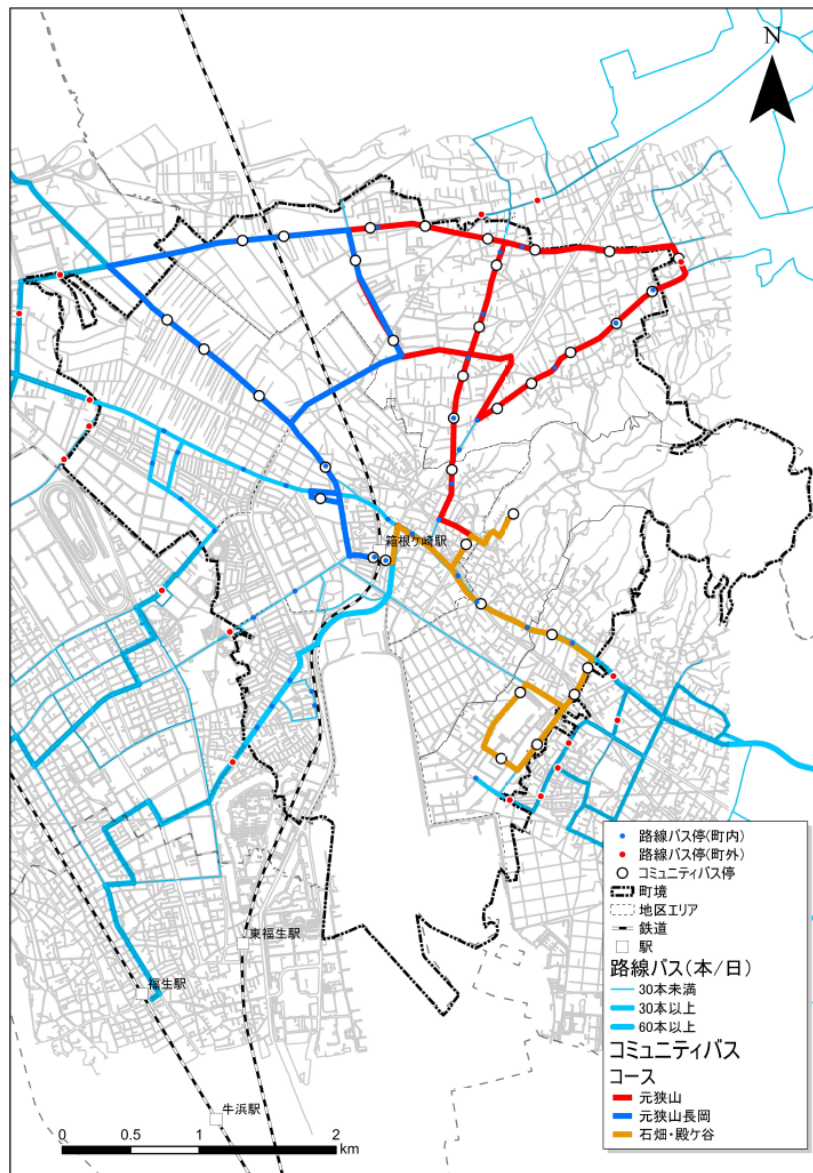 N
箱根ケ崎駅
東福生駅
福生駅
牛浜駅
0 0.5 1 2
km
路線バス停(町内)
路線バス停(町外)
コミュニティバス停
町境
地区エリア
鉄道
駅
路線バス(本/日)
30本未満
30本以上
60本以上
コミュニティバス
コース
元狭山
元狭山長岡
石畑・殿ケ谷